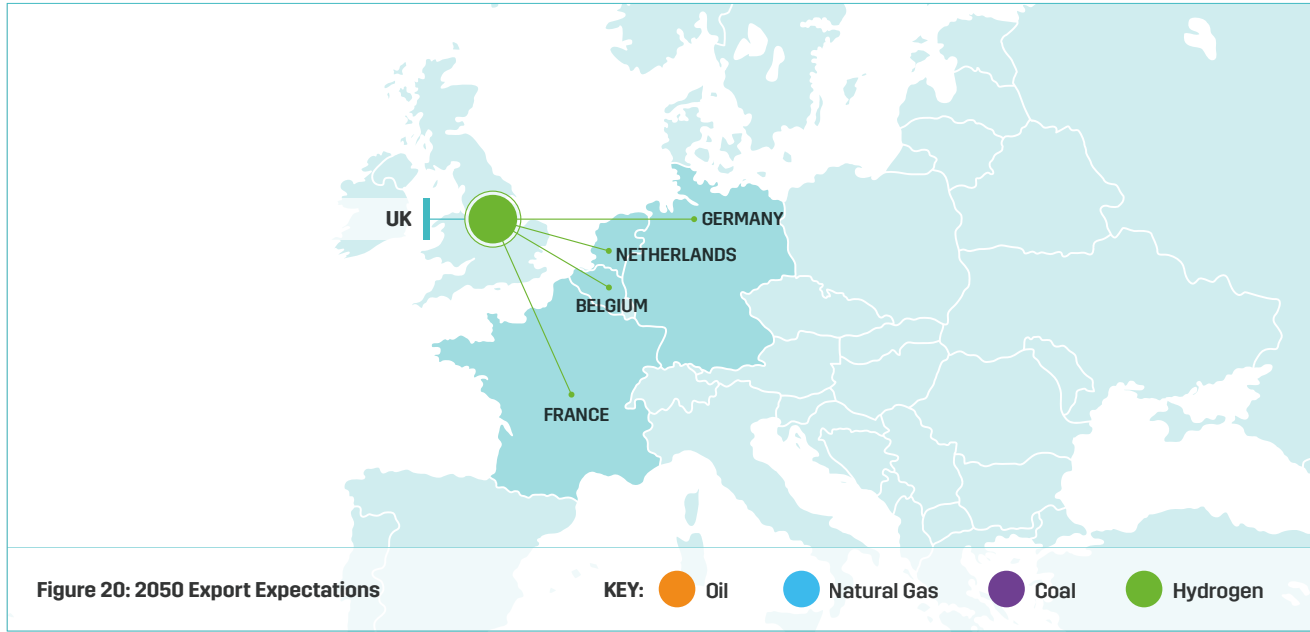 UK
GERMANY
NETHERLANDS
BELGIUM
FRANCE
Figure 20: 2050 Export Expectations
KEY: Oil Natural Gas Coal Hydrogen